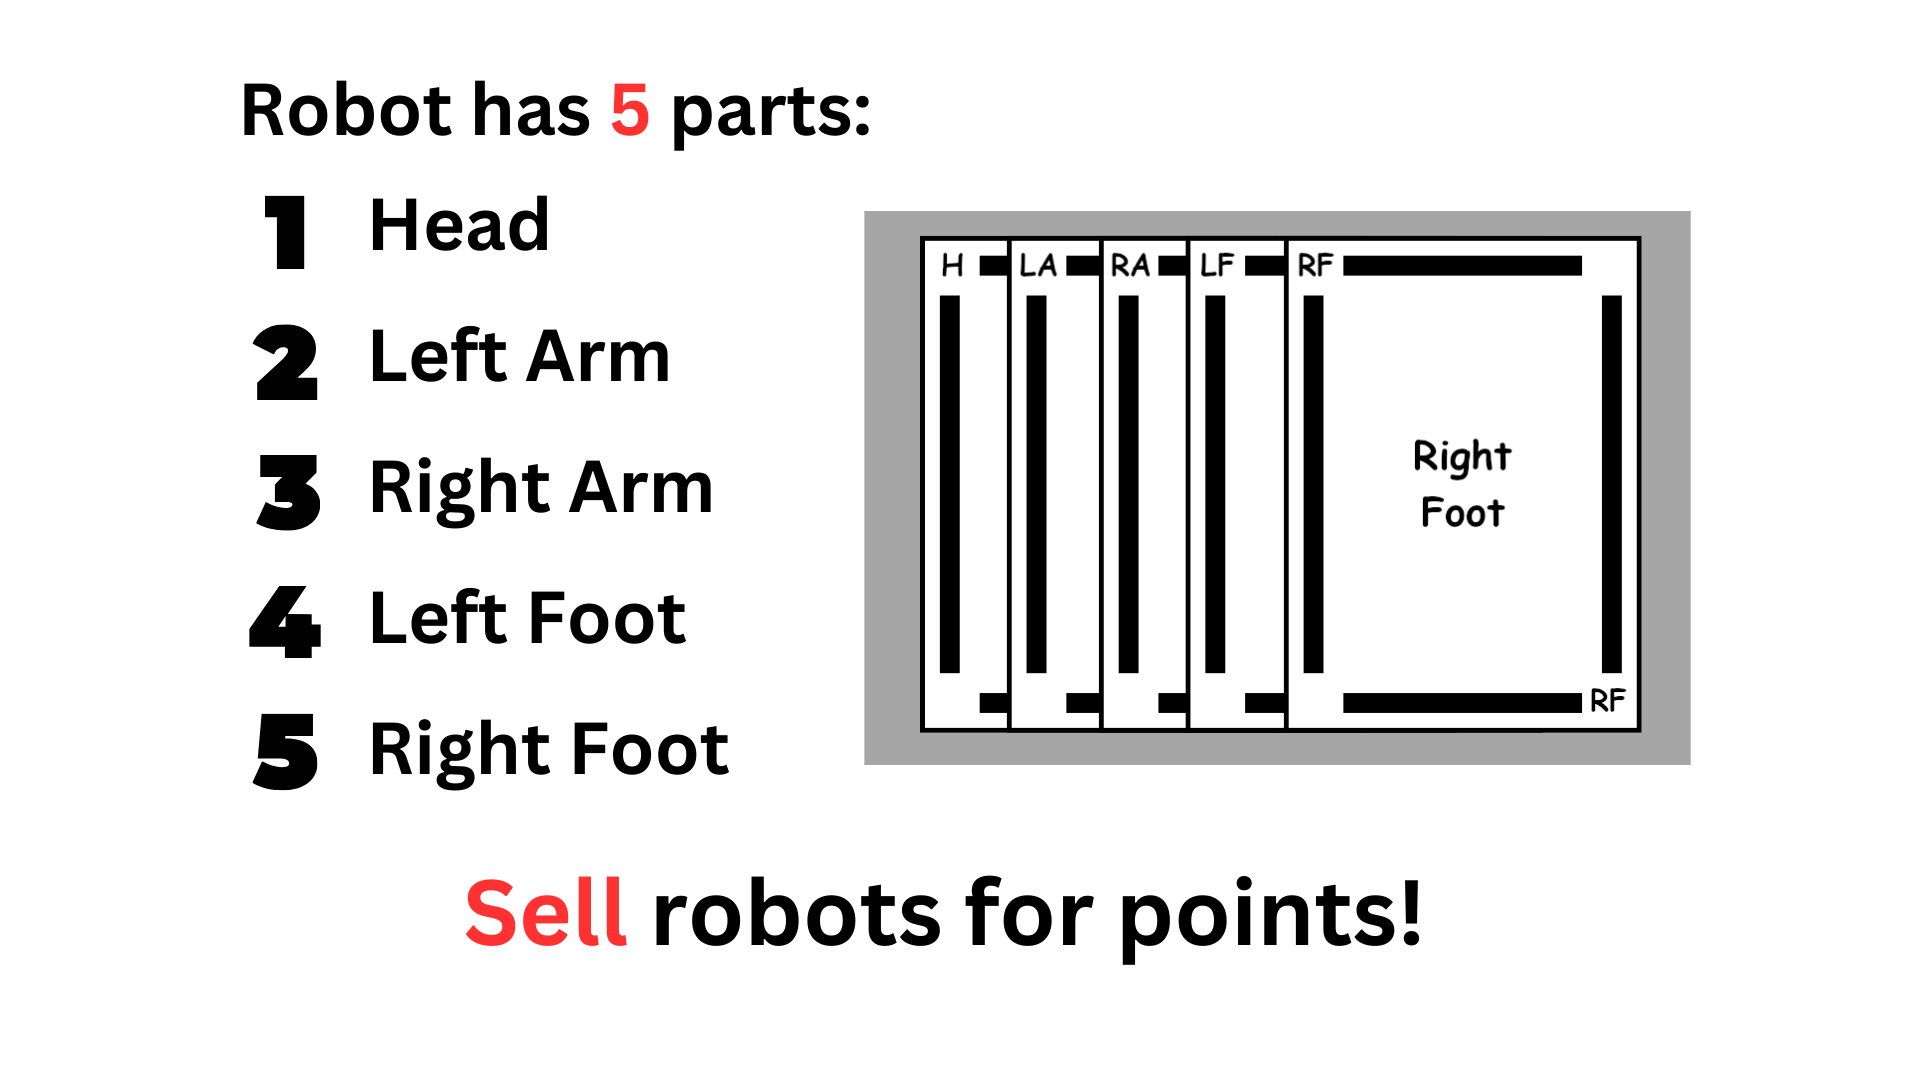 Robot has 5 parts:
1 Head
2 Left Arm
3 Right Arm
4 Left Foot
5 Right Foot
H LA RA LF RF
Right
Foot
RF
Sell robots for points!